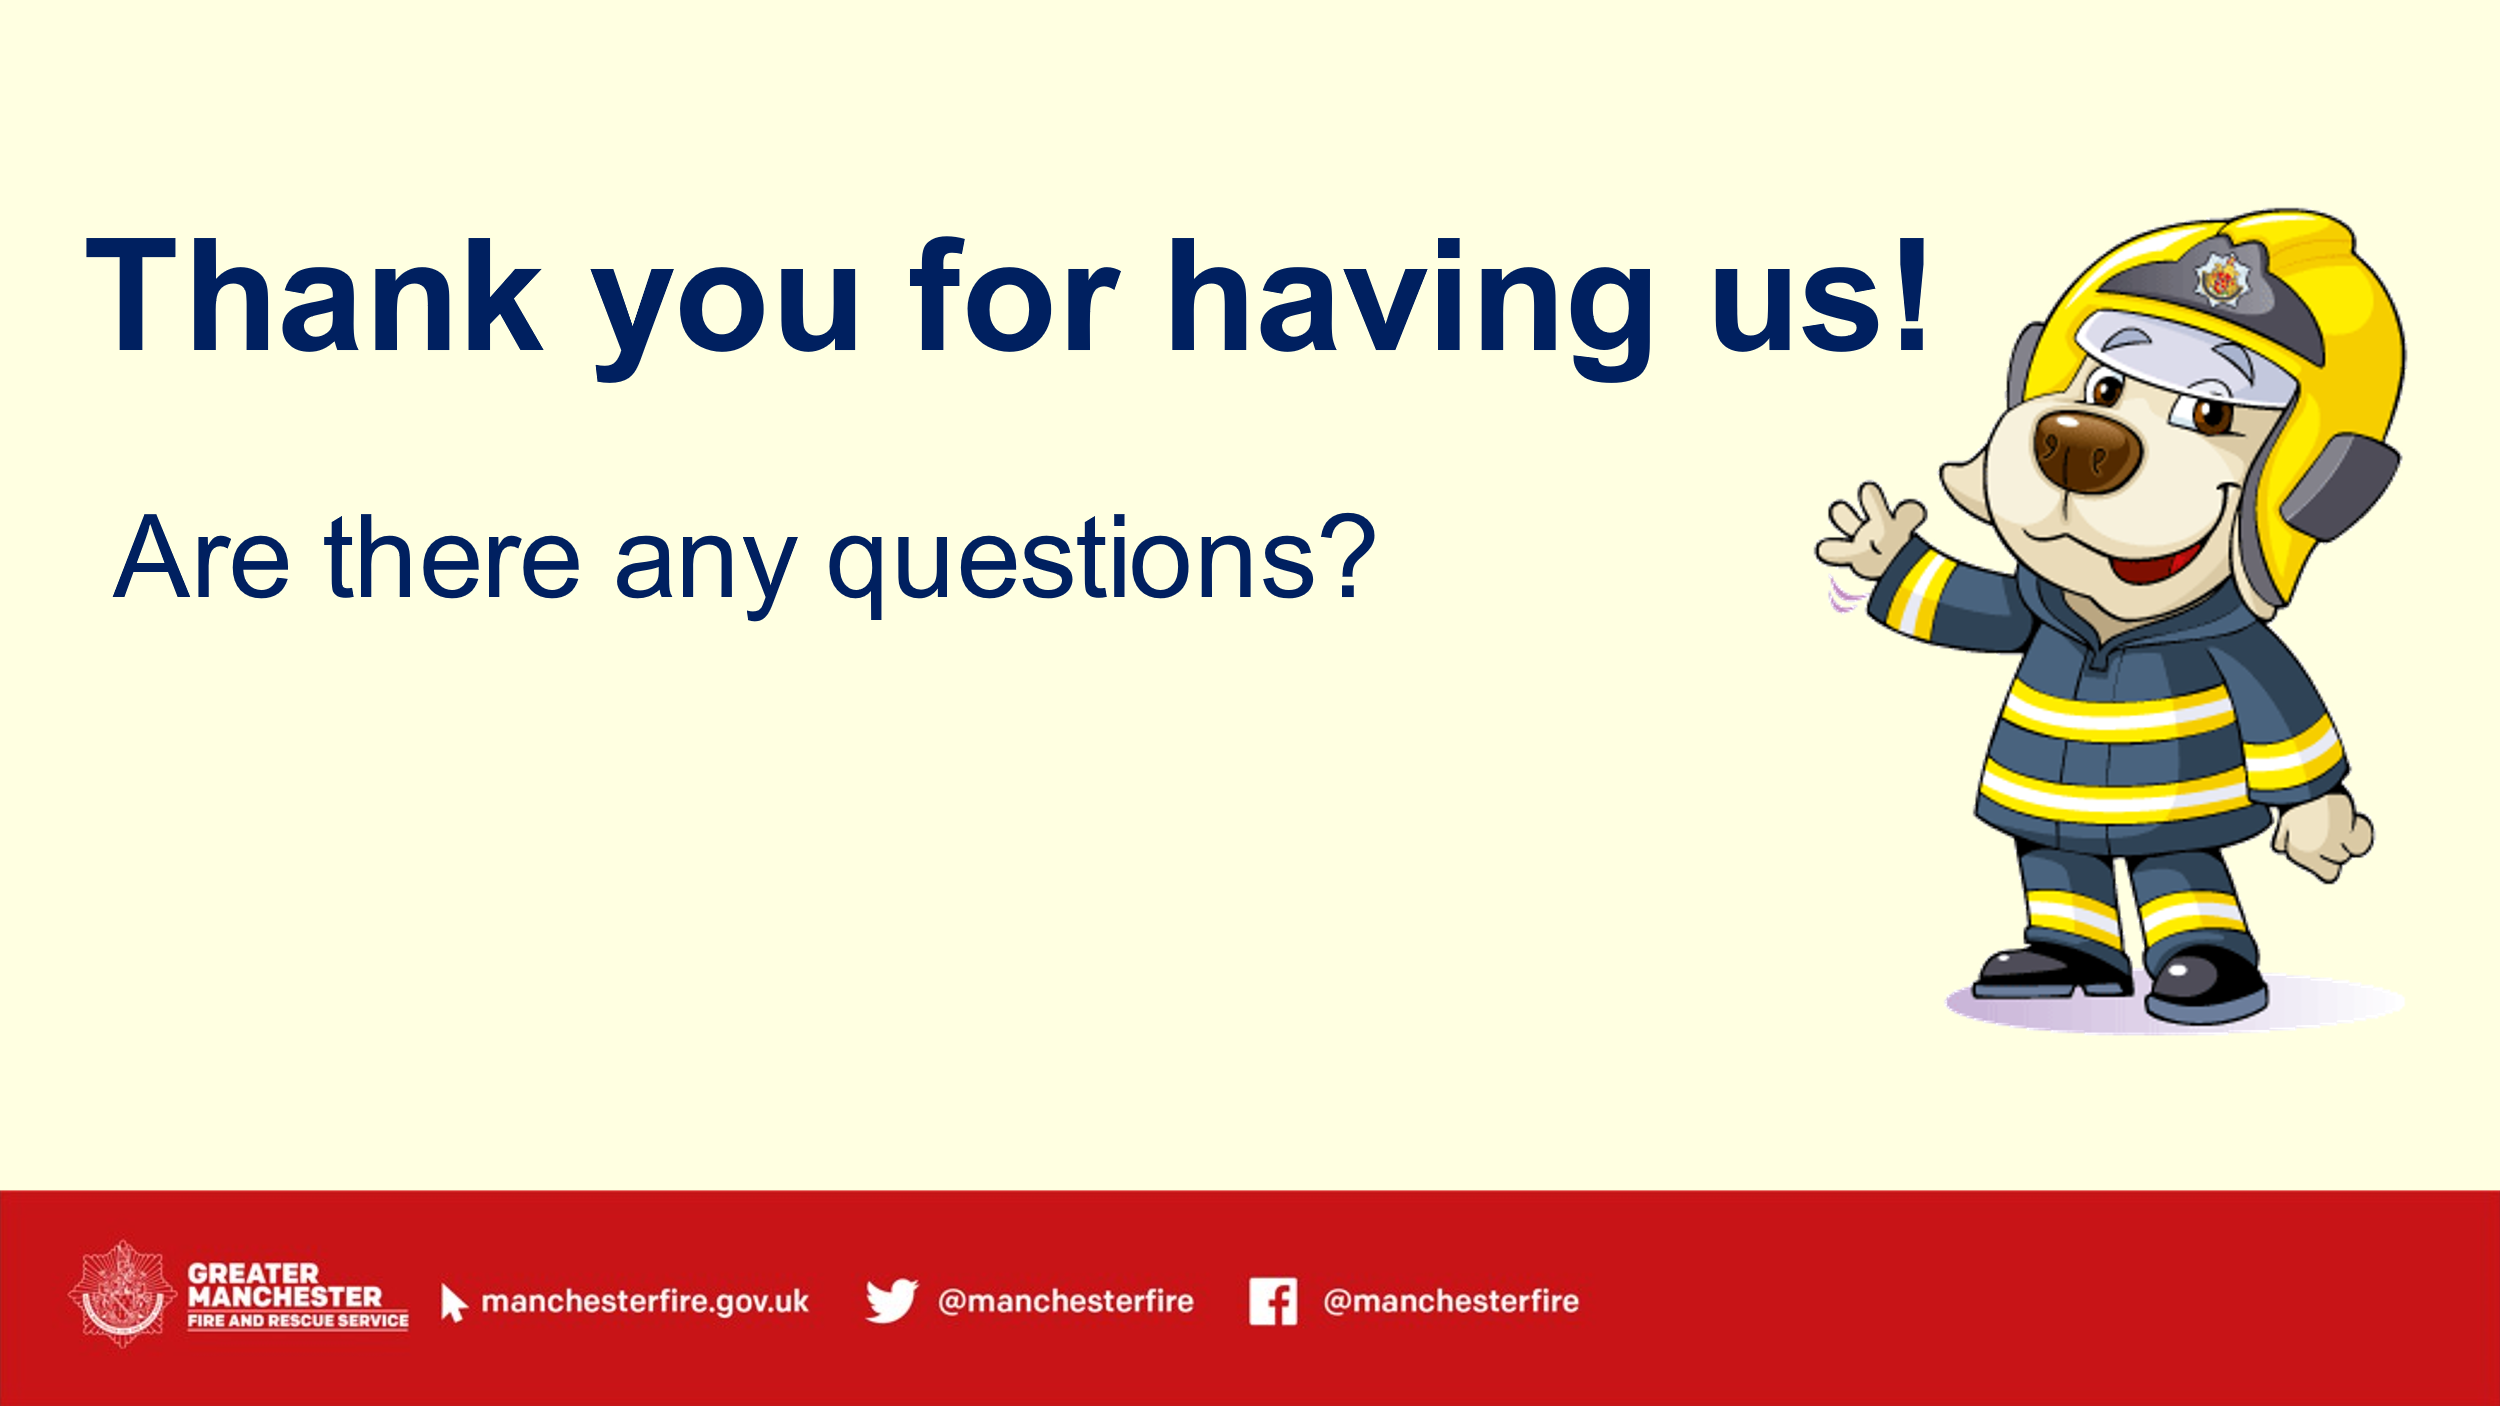 Thank you for having us!
Are there any questions?
GREATER
MANCHESTER
FIRE AND RESCUE SERVICE
manchesterfire.gov.uk
@manchesterfire
@manchesterfire